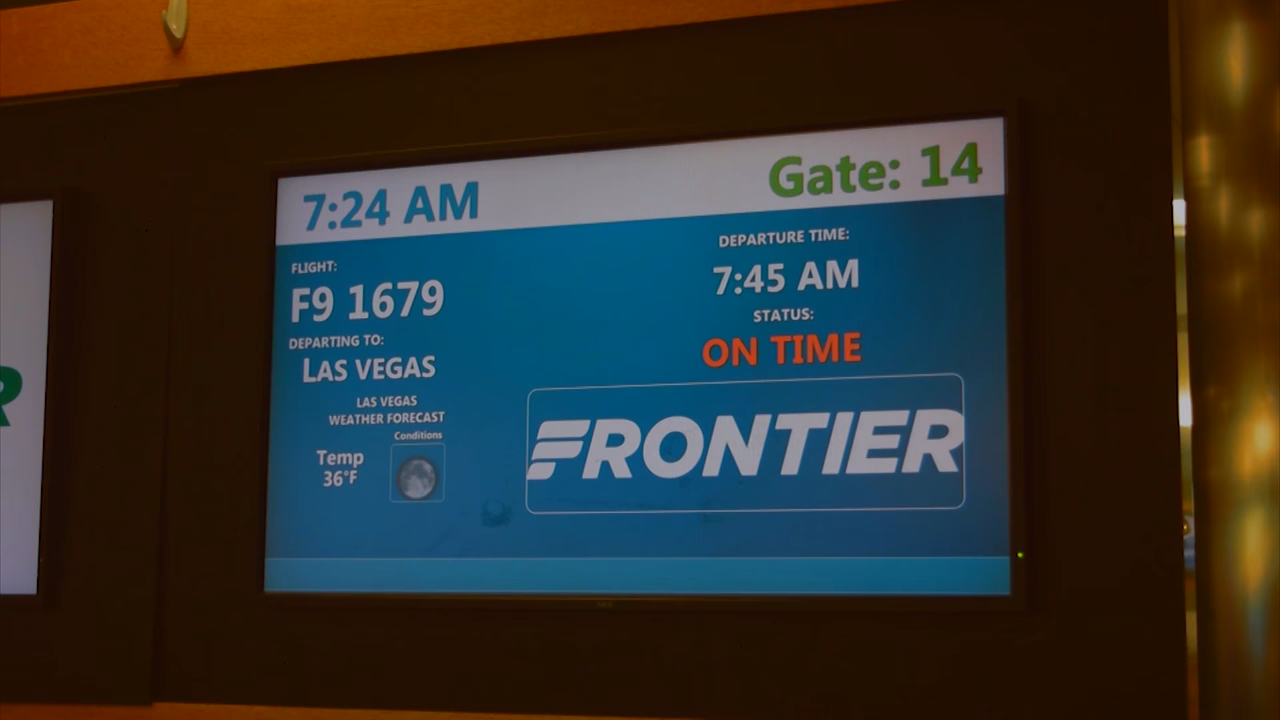 7:24 AM
Gate: 14
FLIGHT:
F9 1679
DEPARTING TO:
LAS VEGAS
LAS VEGAS
WEATHER FORECAST
Conditions
Temp
36°F
DEPARTURE TIME:
7:45 AM
STATUS:
ON TIME
FRONTIER
R